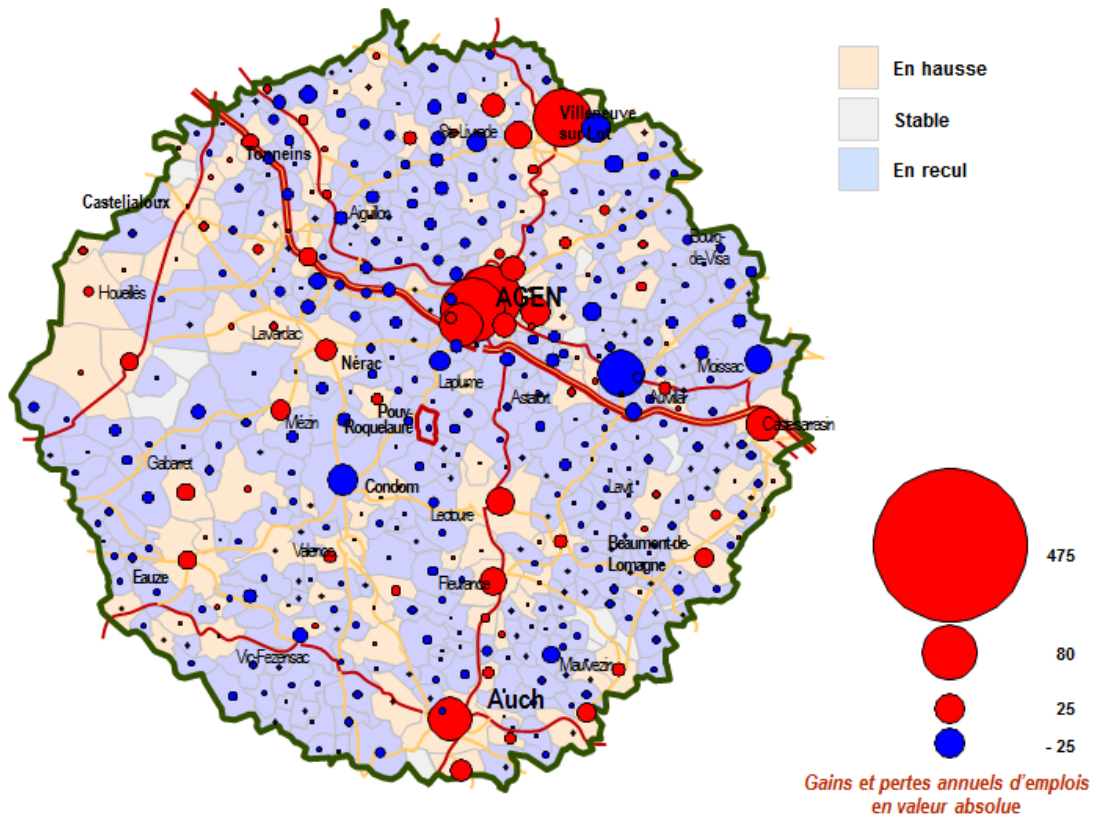 En hausse
Villeneuve
sur Lot
Stable
Ste-Livrade
Tonneins
En recul
Casteljaloux
Aiguillon
Bourg-
de-Visa
Houeillès
AGEN
Lavardac
Nérac
Moissac
Laplume
Astaffort
Auvillar
Mézin
Pouy-
Roquelaure
Castelsarrasin
Gabarret
Condom
Lavit
Lectoure
Valence
Beaumont-de-
Lomagne
475
Eauze
Fleurance
Vic-Fezensac
Mauvezin
80
Auch
25
- 25
Gains et pertes annuels d'emplois
en valeur absolue